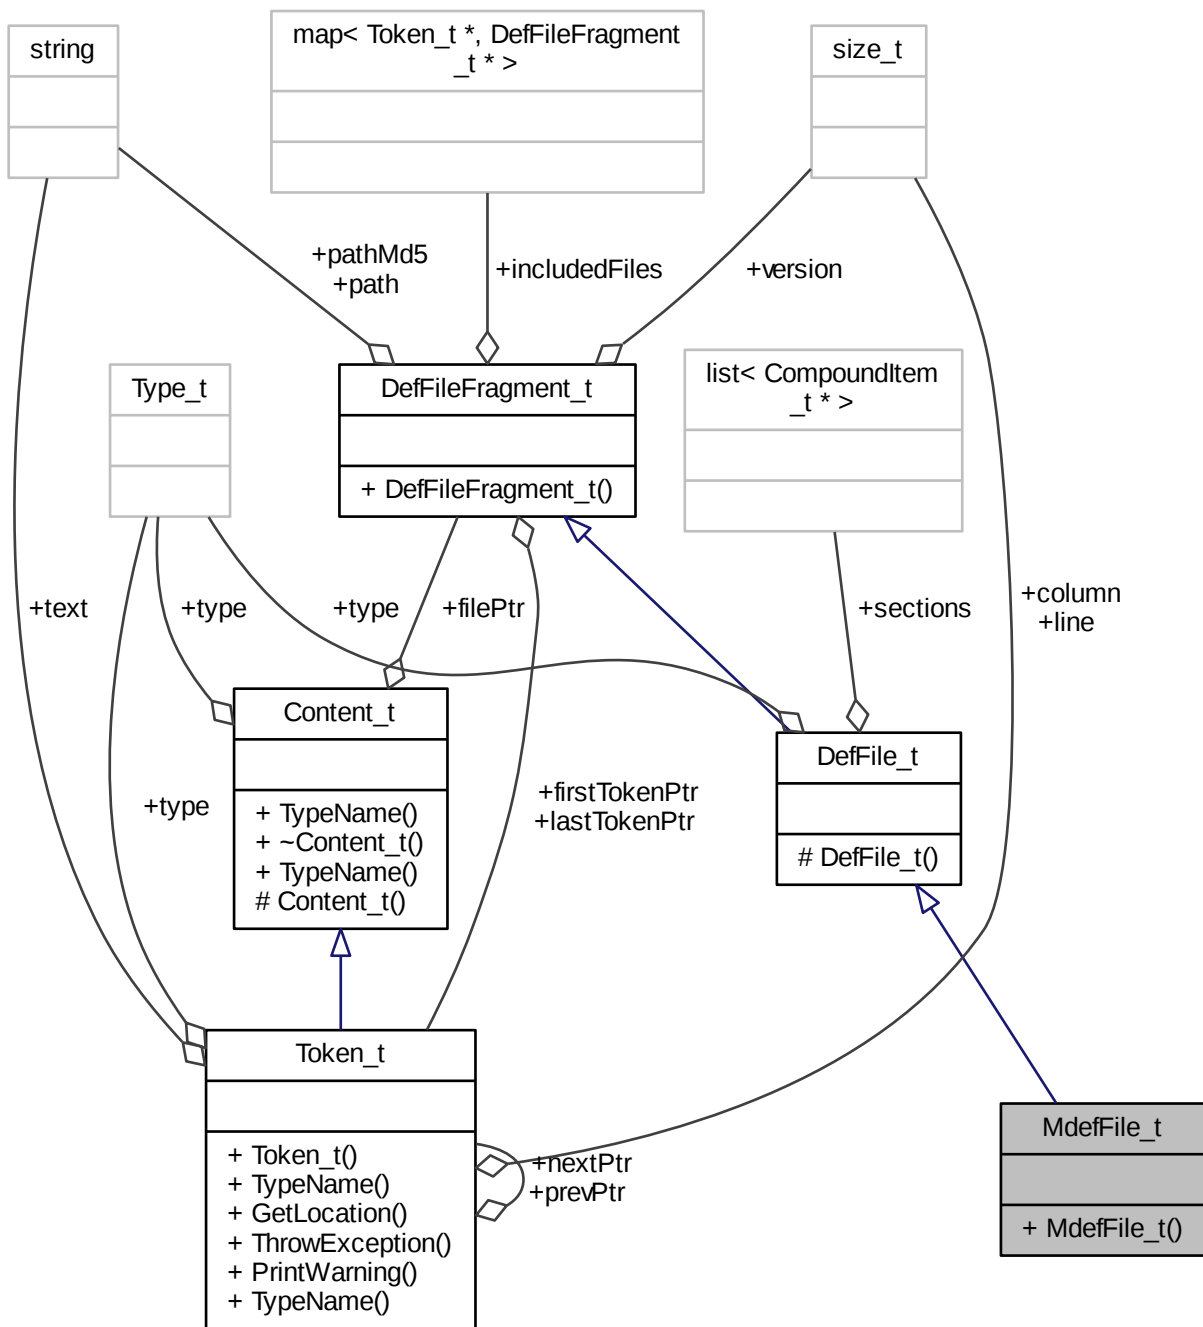 string
map< Token_t *, DefFileFragment
_t * >
size_t
+pathMd5
+path
+includedFiles
+version
Type_t
DefFileFragment_t
+ DefFileFragment_t()
list< CompoundItem
_t * >
+text
+type
+type
+filePtr
+sections
+column
+line
Content_t
+ TypeName()
+ ~Content_t()
+ TypeName()
# Content_t()
DefFile_t
# DefFile_t()
+type
+firstTokenPtr
+lastTokenPtr
Token_t
+ Token_t()
+ TypeName()
+ GetLocation()
+ ThrowException()
+ PrintWarning()
+ TypeName()
+nextPtr
+prevPtr
MdefFile_t
+ MdefFile_t()